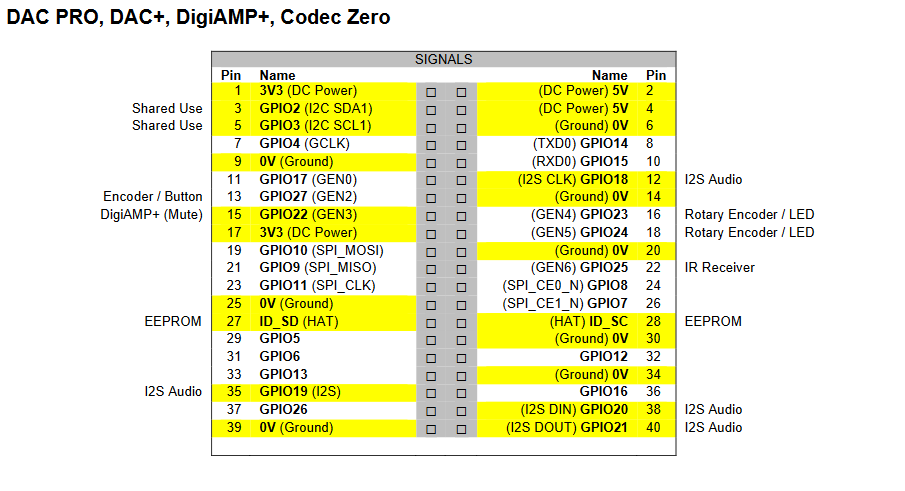 DAC PRO, DAC+, DigiAMP+, Codec Zero
SIGNALS
Pin Name Name Pin
1 3V3 (DC Power) (DC Power) 5V 2
Shared Use 3 GPIO2 (I2C SDA1) (DC Power) 5V 4
Shared Use 5 GPIO3 (I2C SCL1) (Ground) 0V 6
7 GPIO4 (GCLK) (TXD0) GPIO14 8
9 0V (Ground) (RXD0) GPIO15 10
11 GPIO17 (GEN0) (I2S CLK) GPIO18 12 I2S Audio
Encoder / Button 13 GPIO27 (GEN2) (Ground) 0V 14
DigiAMP+ (Mute) 15 GPIO22 (GEN3) (GEN4) GPIO23 16 Rotary Encoder / LED
17 3V3 (DC Power) (GEN5) GPIO24 18 Rotary Encoder / LED
19 GPIO10 (SPI_MOSI) (Ground) 0V 20
21 GPIO9 (SPI_MISO) (GEN6) GPIO25 22 IR Receiver
23 GPIO11 (SPI_CLK) (SPI_CE0_N) GPIO8 24
25 0V (Ground) (SPI_CE1_N) GPIO7 26
EEPROM 27 ID_SD (HAT) (HAT) ID_SC 28 EEPROM
29 GPIO5 (Ground) 0V 30
31 GPIO6 GPIO12 32
33 GPIO13 (Ground) 0V 34
I2S Audio 35 GPIO19 (I2S) GPIO16 36
37 GPIO26 (I2S DIN) GPIO20 38 I2S Audio
39 0V (Ground) (I2S DOUT) GPIO21 40 I2S Audio